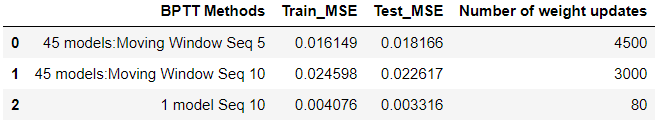 BPTT Methods Train_MSE Test_MSE Number of weight updates
0 45 models:Moving Window Seq 5 0.016149 0.018166 4500
1 45 models:Moving Window Seq 10 0.024598 0.022617 3000
2 1 model Seq 10 0.004076 0.003316 80